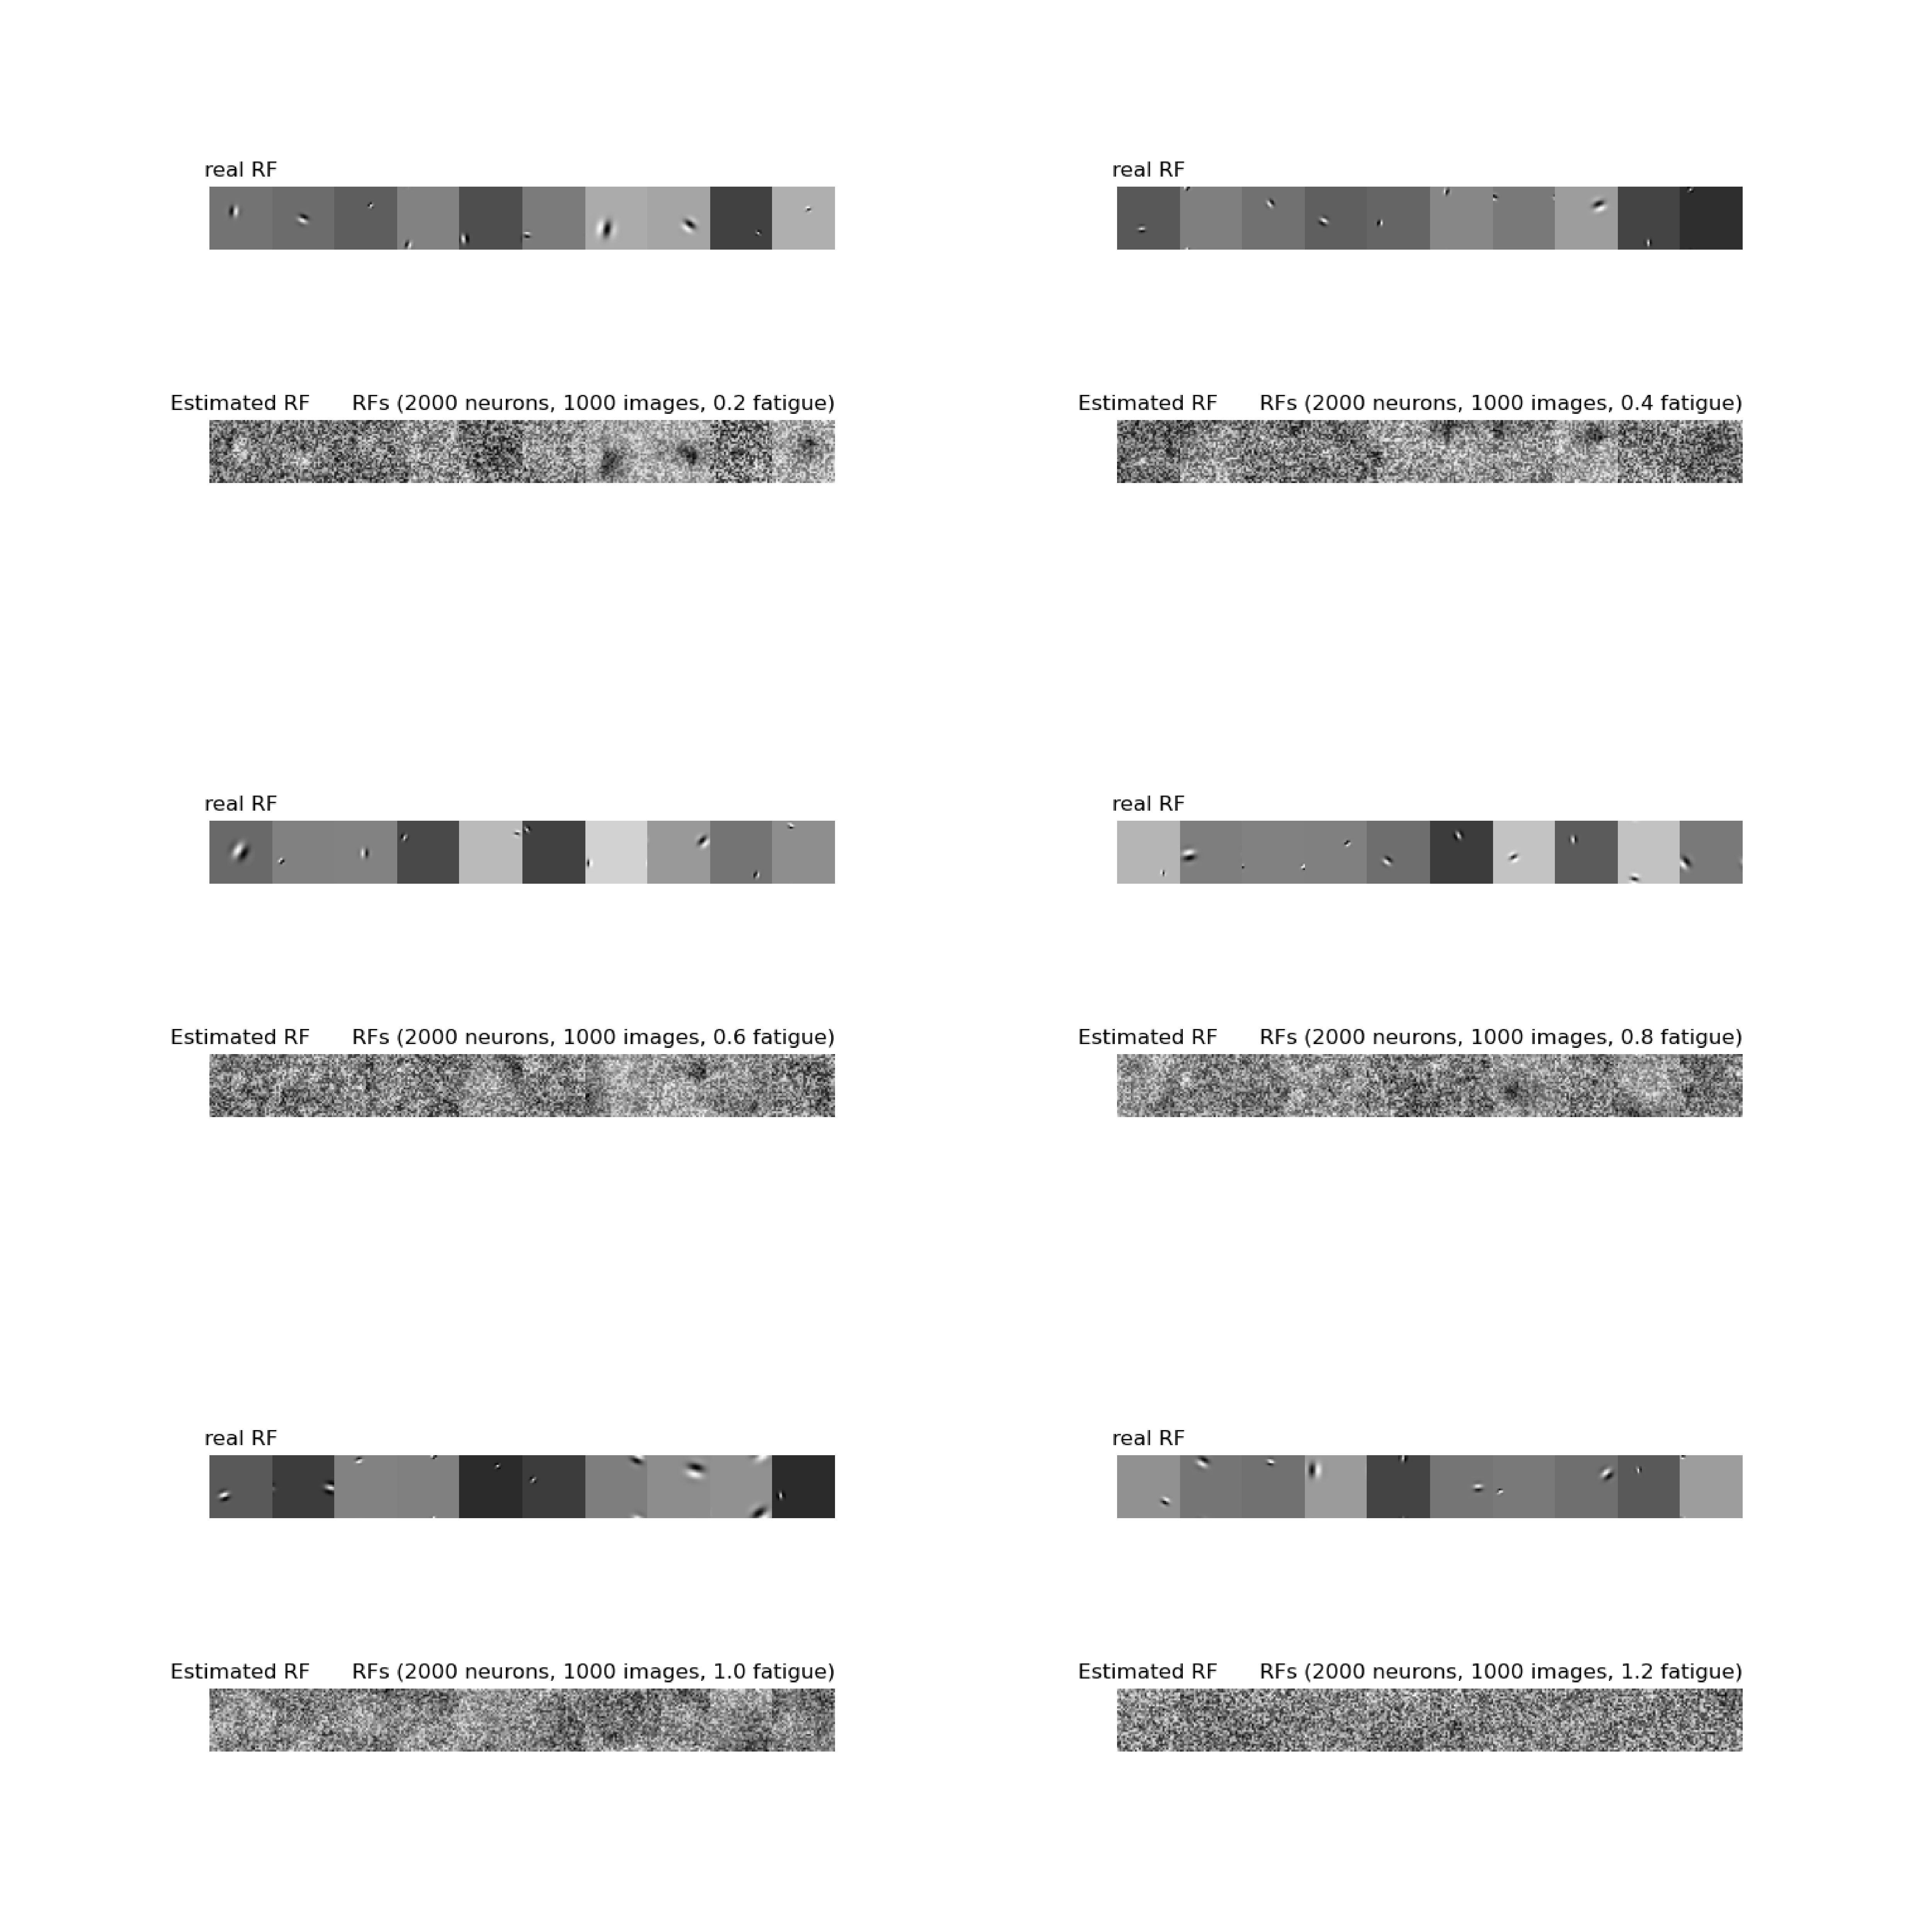 real RF
real RF
Estimated RF RFs (2000 neurons, 1000 images, 0.2 fatigue)
Estimated RF RFs (2000 neurons, 1000 images, 0.4 fatigue)
real RF
real RF
Estimated RF RFs (2000 neurons, 1000 images, 0.6 fatigue)
Estimated RF RFs (2000 neurons, 1000 images, 0.8 fatigue)
real RF
real RF
Estimated RF RFs (2000 neurons, 1000 images, 1.0 fatigue)
Estimated RF RFs (2000 neurons, 1000 images, 1.2 fatigue)